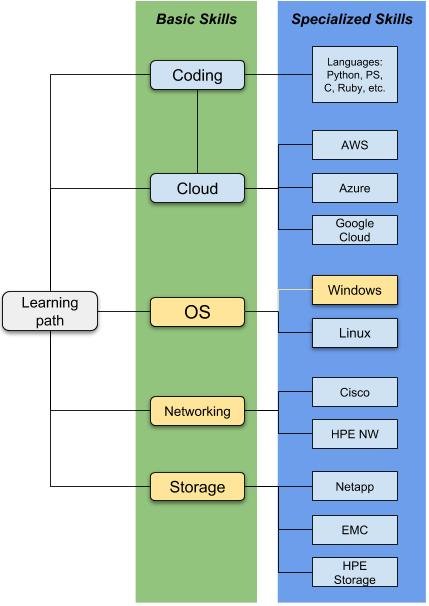 Basic Skills
Specialized Skills
Coding
Languages:
Python, PS,
C, Ruby, etc.
AWS
Cloud
Azure
Google
Cloud
Learning
path
OS
Windows
Linux
Networking
Cisco
HPE NW
Storage
Netapp
EMC
HPE
Storage